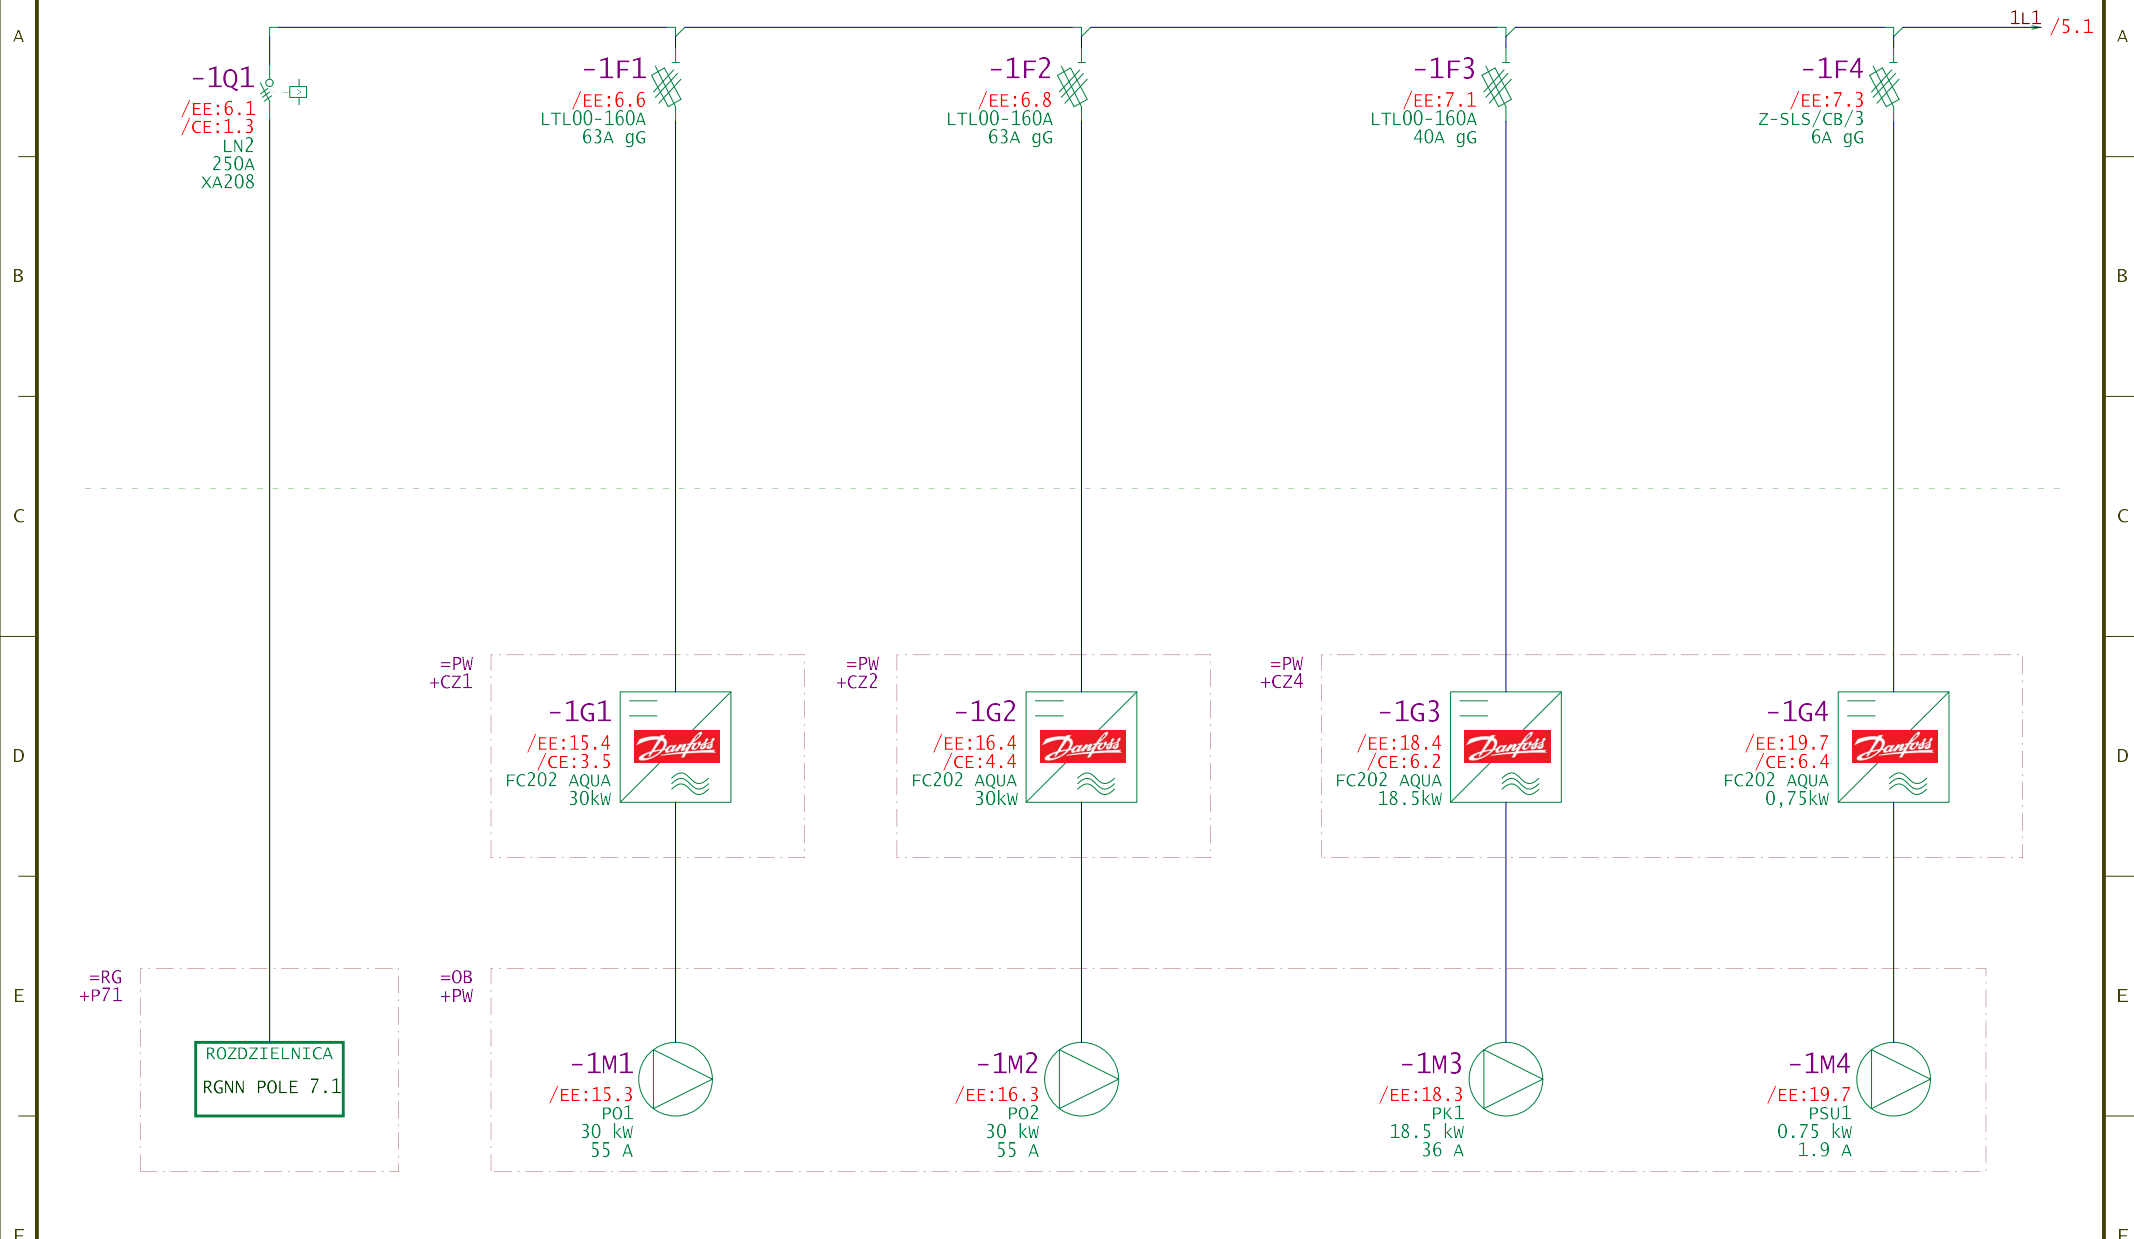 A
1L1
/5.1
A
-1Q1
/EE:6.1
/CE:1.3
LN2
250A
XA208
-1F1
/EE:6.6
LTL00-160A
63A gG
-1F2
/EE:6.8
LTL00-160A
63A gG
-1F3
/EE:7.1
LTL00-160A
40A gG
-1F4
/EE:7.3
Z-SLS/CB/3
6A gG
B
B
C
C
=PW
+CZ1
-1G1
/EE:15.4
/CE:3.5
FC202 AQUA
30kW
Danfoss
=PW
+CZ2
-1G2
/EE:16.4
/CE:4.4
FC202 AQUA
30kW
Danfoss
=PW
+CZ4
-1G3
/EE:18.4
/CE:6.2
FC202 AQUA
18.5kW
Danfoss
-1G4
/EE:19.7
/CE:6.4
FC202 AQUA
0,75kW
Danfoss
D
D
E
E
=RG
+P71
ROZDZIELNICA
RGNN POLE 7.1
=OB
+PW
-1M1
/EE:15.3
PO1
30 kW
55 A
-1M2
/EE:16.3
PO2
30 kW
55 A
-1M3
/EE:18.3
PK1
18.5 kW
36 A
-1M4
/EE:19.7
PSU1
0.75 kW
1.9 A